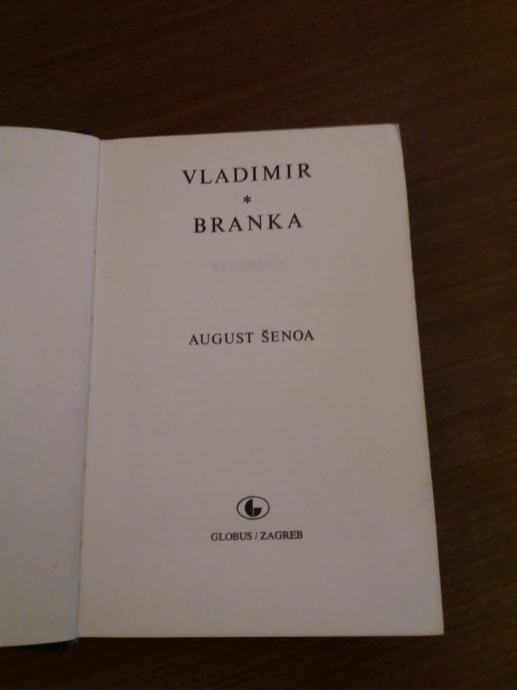 VLADIMIR
*
BRANKA
VLADIMIR
AUGUST ŠENOA
GLOBUS / ZAGREB